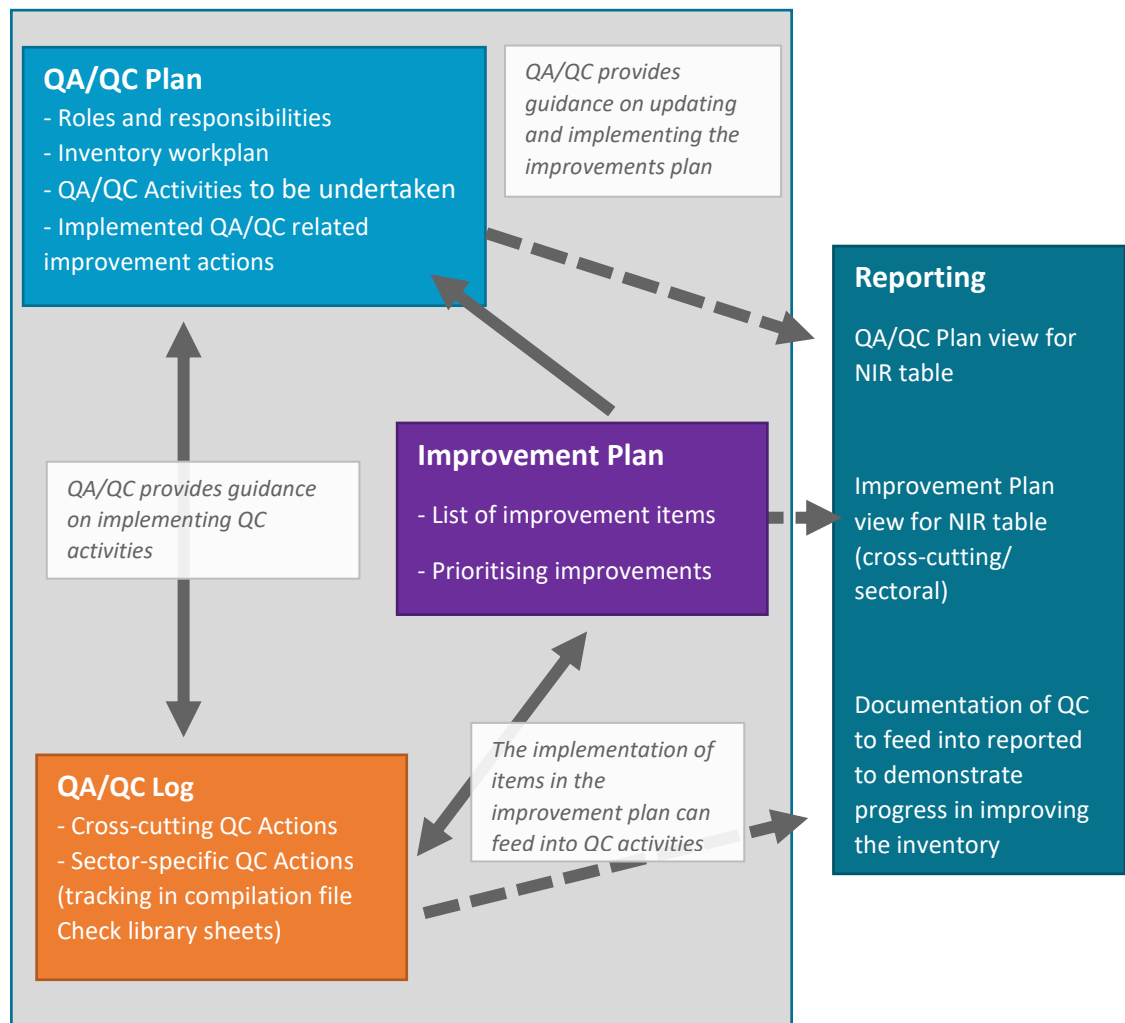 QA/QC Plan
- Roles and responsibilities
- Inventory workplan
- QA/QC Activities to be undertaken
- Implemented QA/QC related
improvement actions
QA/QC provides
guidance on updating
and implementing the
improvements plan
Reporting
QA/QC Plan view for
NIR table
Improvement Plan
view for NIR table
(cross-cutting/
sectoral)
Documentation of QC
to feed into reported
to demonstrate
progress in improving
the inventory
Improvement Plan
- List of improvement items
- Prioritising improvements
QA/QC provides guidance
on implementing QC
activities
The implementation of
items in the
improvement plan can
feed into QC activities
QA/QC Log
- Cross-cutting QC Actions
- Sector-specific QC Actions
(tracking in compilation file
Check library sheets)